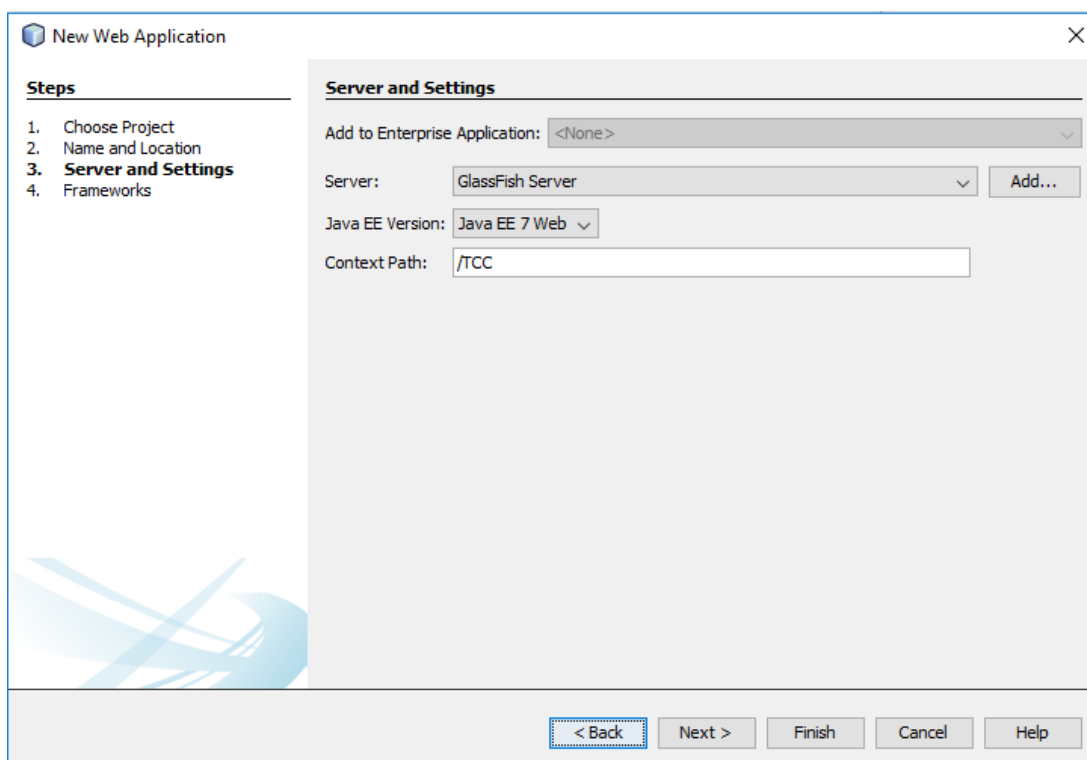 New Web Application
Steps
1. Choose Project
2. Name and Location
3. Server and Settings
4. Frameworks
Server and Settings
Add to Enterprise Application: <None>
Server: GlassFish Server Add...
Java EE Version: Java EE 7 Web
Context Path: /TCC
< Back Next > Finish Cancel Help